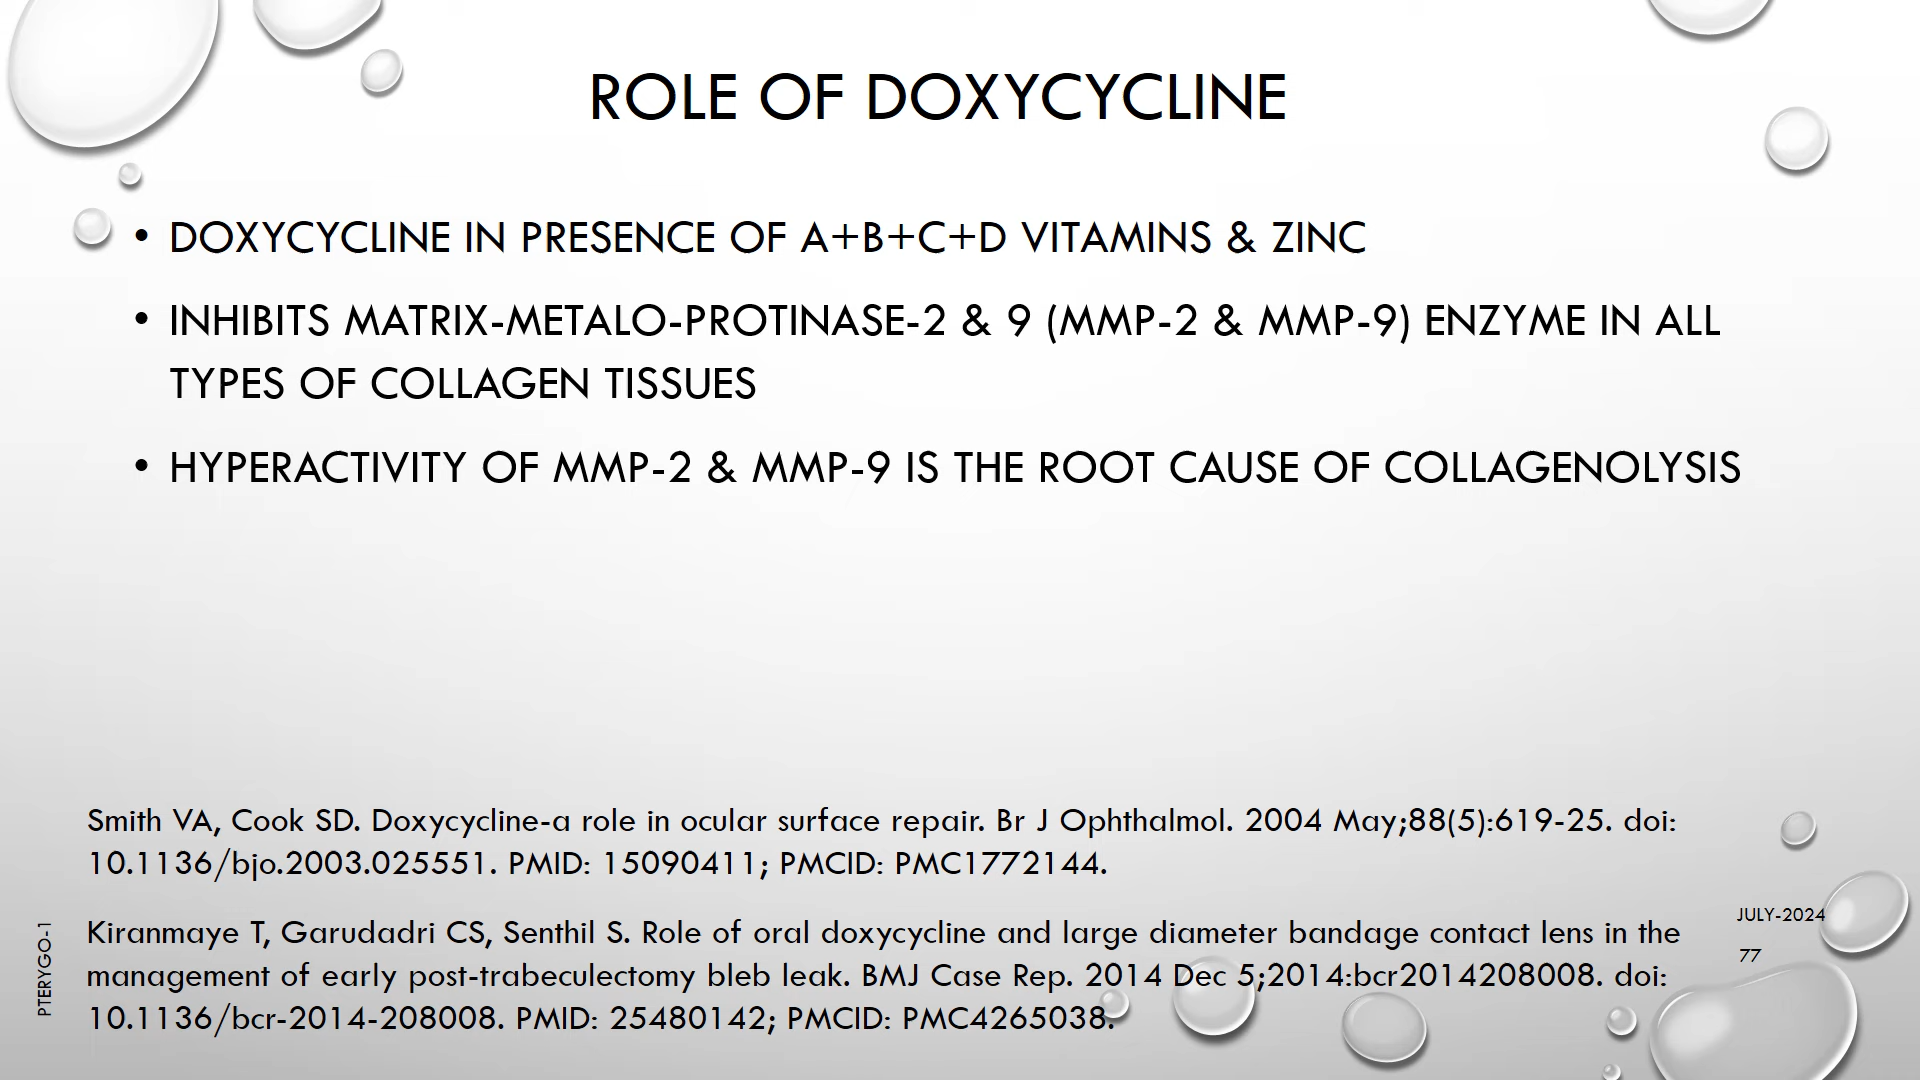 ROLE OF DOXYCYCLINE
• DOXYCYCLINE IN PRESENCE OF A+B+C+D VITAMINS & ZINC
• INHIBITS MATRIX-METALO-PROTINASE-2 & 9 (MMP-2 & MMP-9) ENZYME IN ALL
TYPES OF COLLAGEN TISSUES
• HYPERACTIVITY OF MMP-2 & MMP-9 IS THE ROOT CAUSE OF COLLAGENOLYSIS
Smith VA, Cook SD. Doxycycline-a role in ocular surface repair. Br J Ophthalmol. 2004 May;88(5):619-25. doi:
10.1136/bjo.2003.025551. PMID: 15090411; PMCID: PMC1772144.
Kiranmaye T, Garudadri CS, Senthil S. Role of oral doxycycline and large diameter bandage contact lens in the
management of early post-trabeculectomy bleb leak. BMJ Case Rep. 2014 Dec 5;2014:bcr2014208008. doi:
10.1136/bcr-2014-208008. PMID: 25480142; PMCID: PMC4265038.
PTERYGO-1
JULY-2024
77